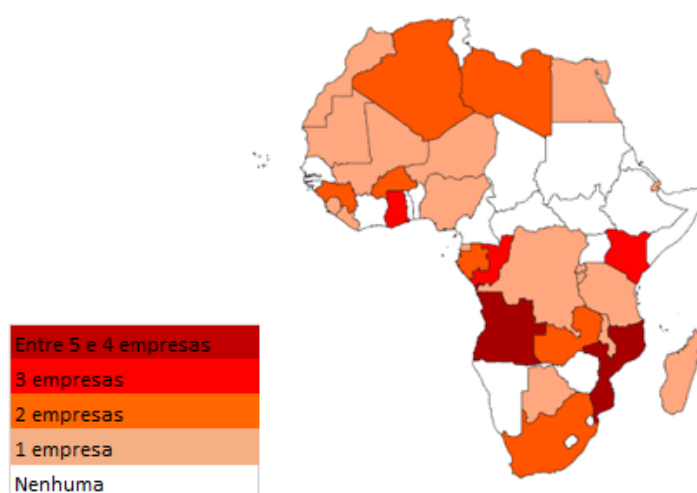 Entre 5 e 4 empresas
3 empresas
2 empresas
1 empresa
Nenhuma